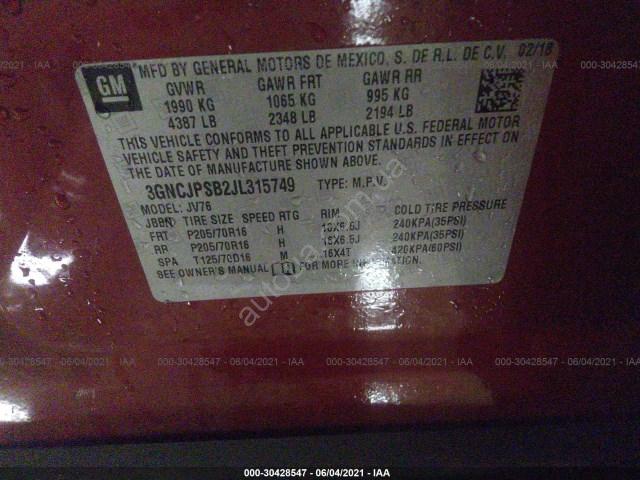 GM
MFD BY GENERAL MOTORS DE MEXICO, S. DE R.L. DE C.V. 02/18
GVWR GAWR FRT GAWR RR
1990 KG 1065 KG 995 KG
4387 LB 2348 LB 2194 LB
THIS VEHICLE CONFORMS TO ALL APPLICABLE U.S. FEDERAL MOTOR
VEHICLE SAFETY AND THEFT PREVENTION STANDARDS IN EFFECT ON
THE DATE OF MANUFACTURE SHOWN ABOVE.
3GNCJPSB2JL315749 TYPE: M.P.V.
MODEL: JV76
JBBN TIRE SIZE SPEED RTG RIM COLD TIRE PRESSURE
FRT P205/70R16 H 16X6.5J 240KPA(35PSI)
RR P205/70R16 H 16X6.5J 240KPA(35PSI)
SPA T125/70D16 M 16X4T 420KPA(60PSI)
SEE OWNER'S MANUAL FOR MORE INFORMATION.
000-30428547 - 06/04/2021 - IAA